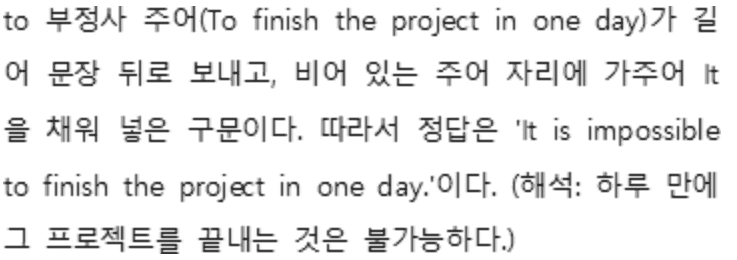 to 부정사 주어(To finish the project in one day)가 길
어 문장 뒤로 보내고, 비어 있는 주어 자리에 가주어 It
을 채워 넣은 구문이다. 따라서 정답은 'It is impossible
to finish the project in one day.'이다. (해석: 하루 만에
그 프로젝트를 끝내는 것은 불가능하다.)